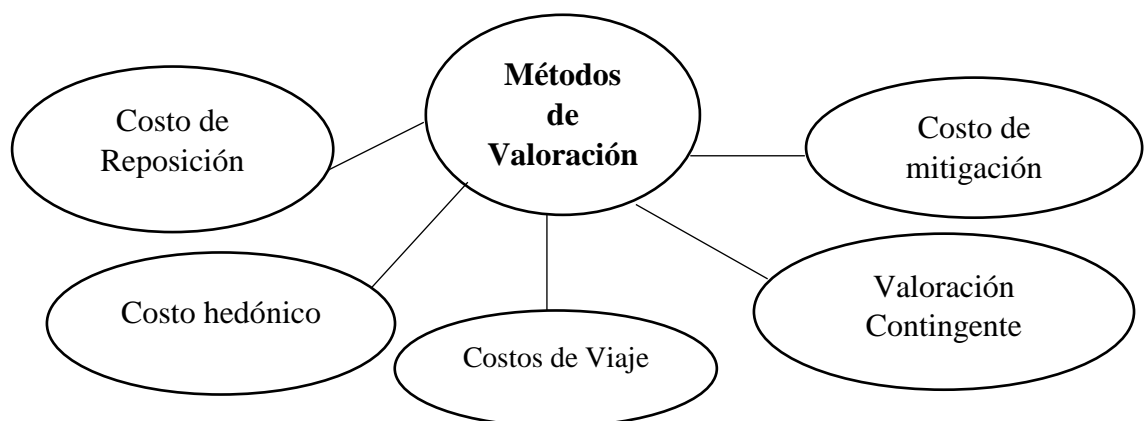 Métodos
de
Valoración
Costo de
Reposición
Costo de
mitigación
Costo hedónico
Costos de Viaje
Valoración
Contingente